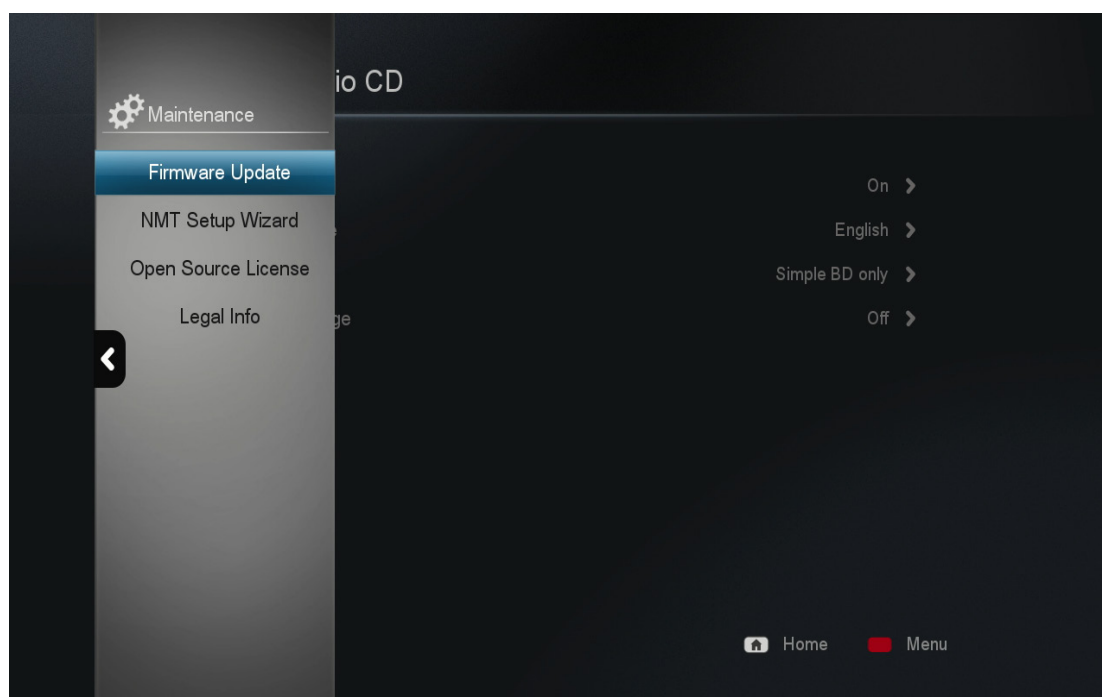 io CD
Maintenance
Firmware Update
NMT Setup Wizard
Open Source License
Legal Info
On
English
Simple BD only
Off
Home
Menu